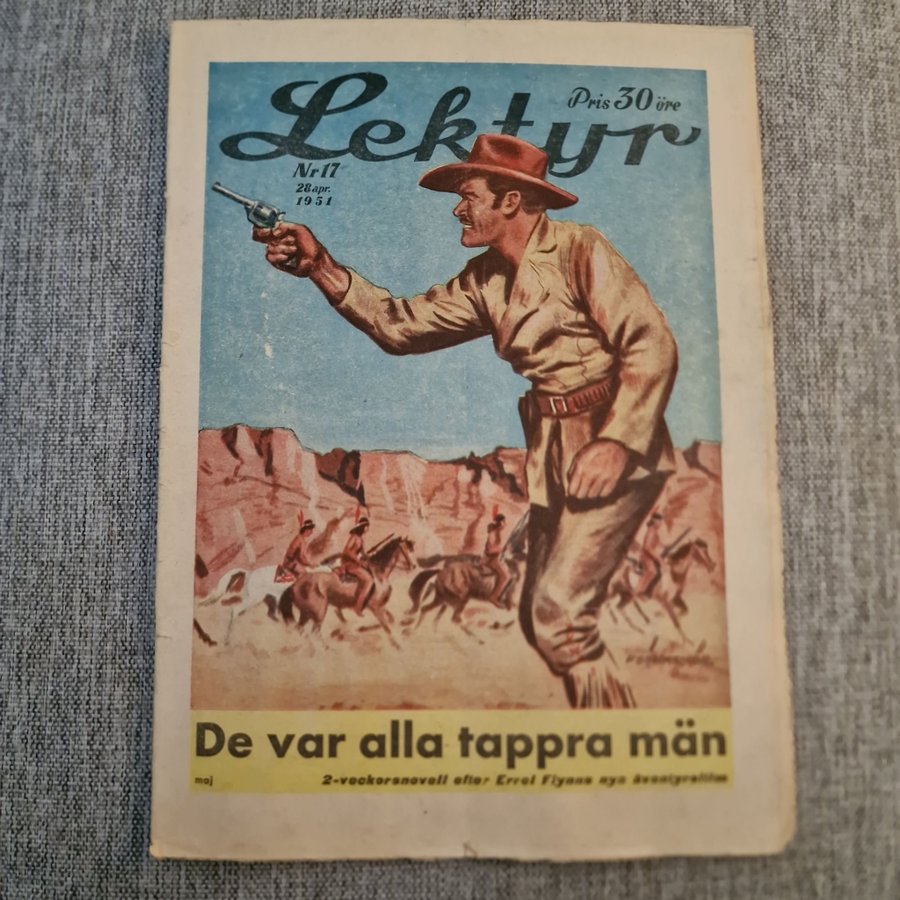 Lektyr
Pris 30 öre
Nr 17
28 apr.
1951
De var alla tappra män
maj
2-veckorsnovell efter Errol Flynns nya äventyrsfilm